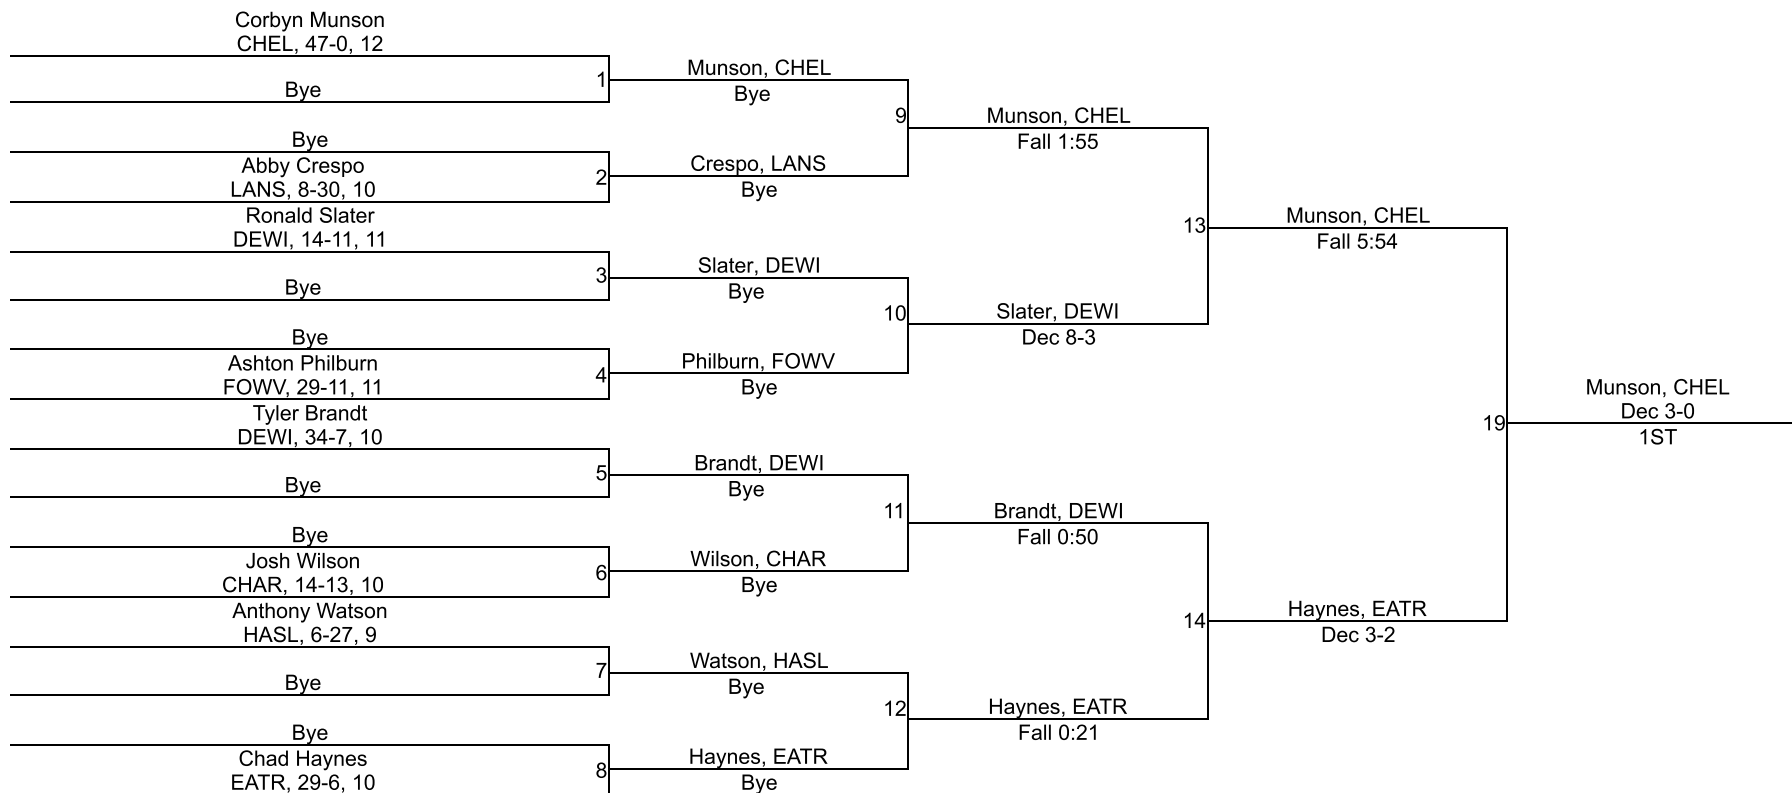 Corbyn Munson
CHEL, 47-0, 12
Bye
1
Bye
Abby Crespo
LANS, 8-30, 10
2
Ronald Slater
DEWI, 14-11, 11
Bye
3
Bye
Ashton Philburn
FOWV, 29-11, 11
4
Tyler Brandt
DEWI, 34-7, 10
Bye
5
Bye
Josh Wilson
CHAR, 14-13, 10
6
Anthony Watson
HASL, 6-27, 9
Bye
7
Bye
Chad Haynes
EATR, 29-6, 10
8
Munson, CHEL
Bye
9
Crespo, LANS
Bye
Slater, DEWI
Bye
10
Philburn, FOWV
Bye
Brandt, DEWI
Bye
11
Wilson, CHAR
Bye
Watson, HASL
Bye
12
Haynes, EATR
Bye
Munson, CHEL
Fall 1:55
13
Slater, DEWI
Dec 8-3
Brandt, DEWI
Fall 0:50
14
Haynes, EATR
Fall 0:21
Munson, CHEL
Fall 5:54
19
Haynes, EATR
Dec 3-2
Munson, CHEL
Dec 3-0
1ST